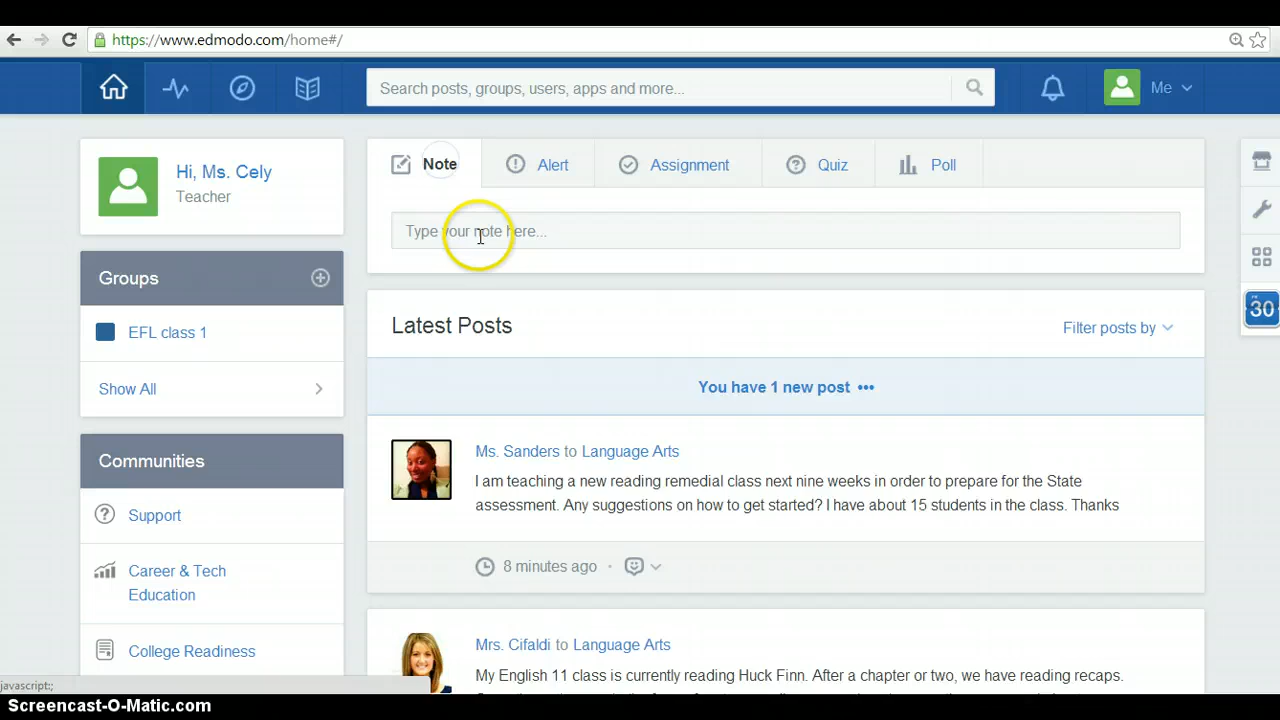 https://www.edmodo.com/home#/
Search posts, groups, users, apps and more...
Me
Hi, Ms. Cely
Teacher
Note
Alert
Assignment
Quiz
Poll
Type your note here...
Groups
EFL class 1
Show All
Communities
Support
Career & Tech
Education
College Readiness
Latest Posts
Filter posts by
You have 1 new post •••
Ms. Sanders to Language Arts
I am teaching a new reading remedial class next nine weeks in order to prepare for the State
assessment. Any suggestions on how to get started? I have about 15 students in the class. Thanks
8 minutes ago
Mrs. Cifaldi to Language Arts
My English 11 class is currently reading Huck Finn. After a chapter or two, we have reading recaps.
30
javascript:;
Screencast-O-Matic.com